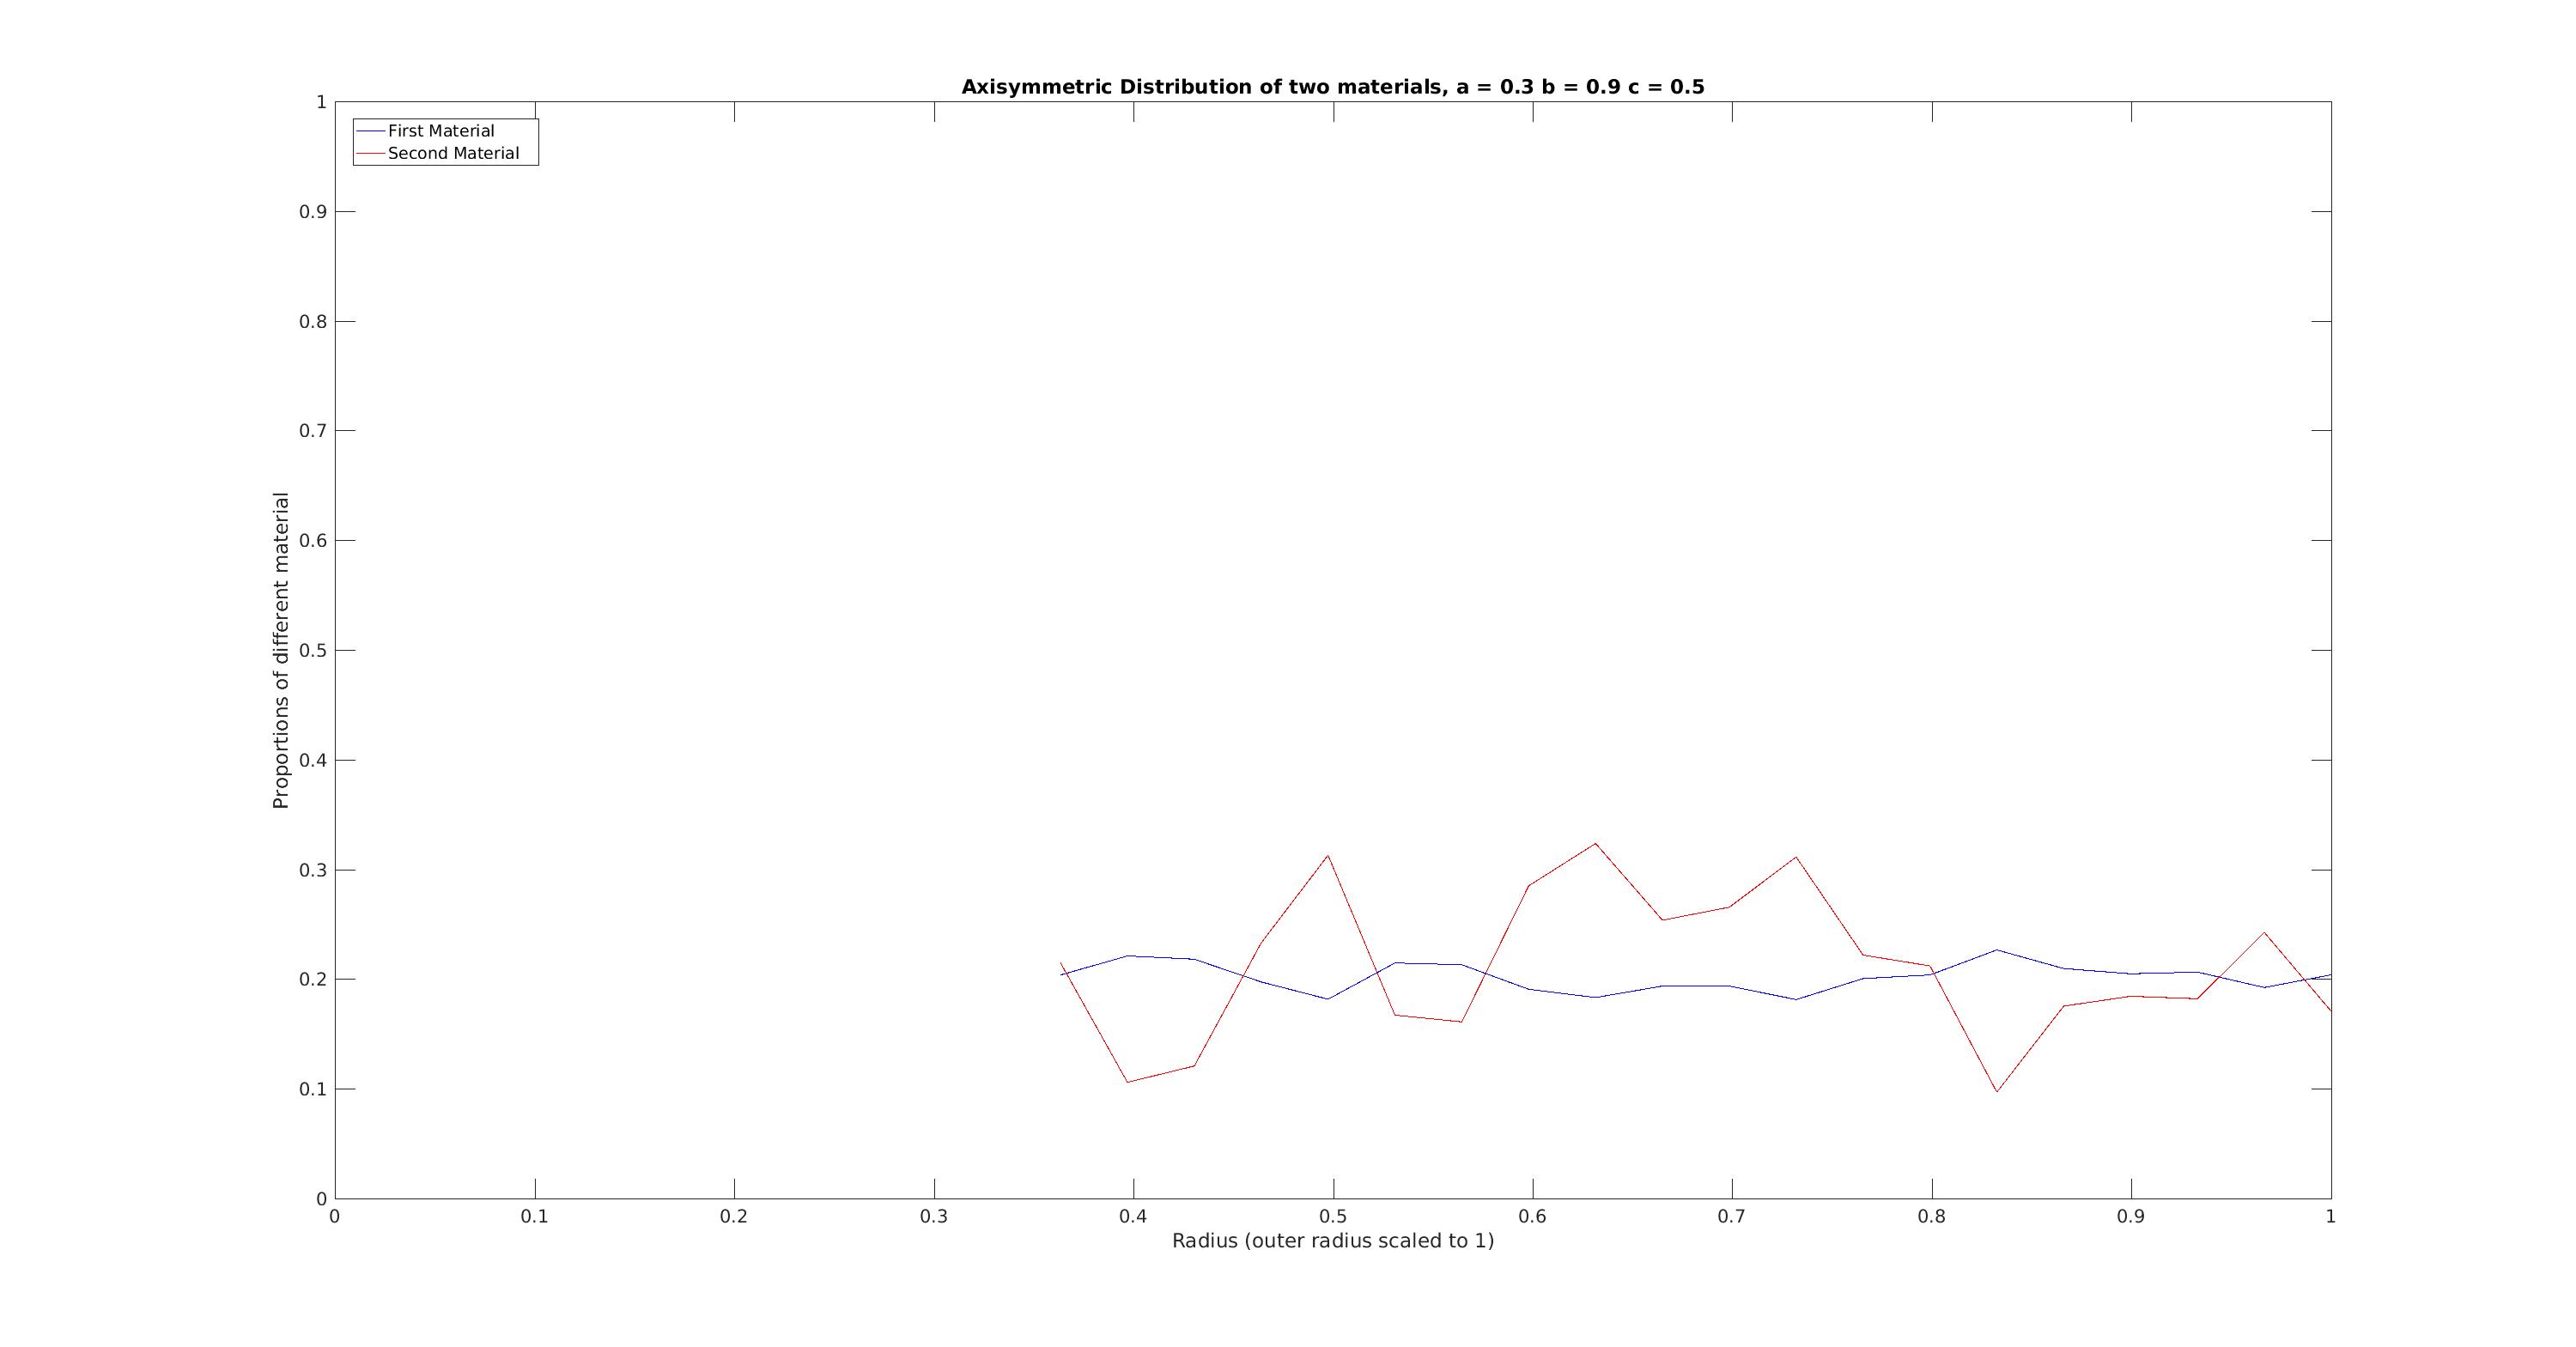 Axisymmetric Distribution of two materials, a = 0.3 b = 0.9 c = 0.5
First Material
Second Material
1
0.9
0.8
0.7
0.6
0.5
0.4
0.3
0.2
0.1
0
Proportions of different material
0 0.1 0.2 0.3 0.4 0.5 0.6 0.7 0.8 0.9 1
Radius (outer radius scaled to 1)